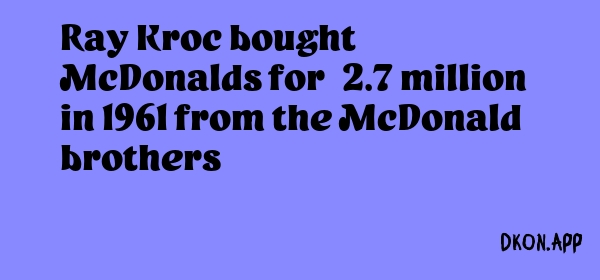 Ray Kroc bought
McDonalds for 2.7 million
in 1961 from the McDonald
brothers
DKON.APP